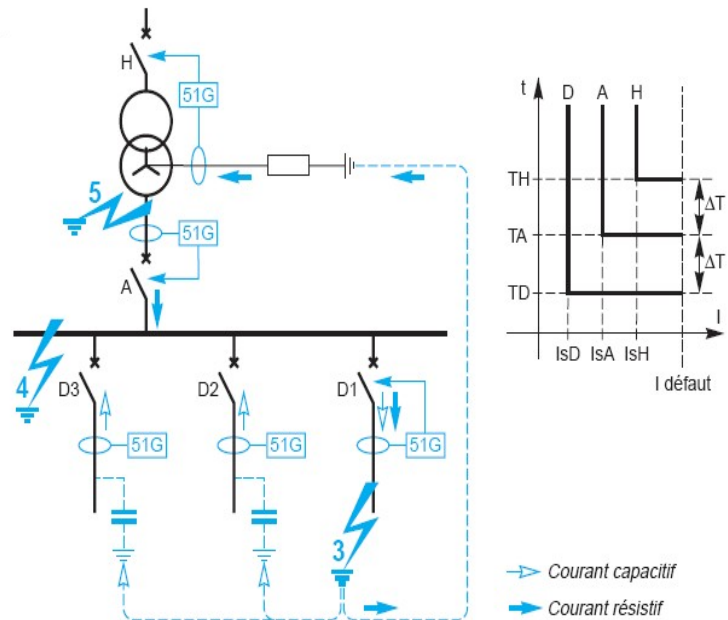 H
51G
5
51G
A
4
D3
D2
D1
51G
51G
51G
3
t
D
A
H
TH
ΔT
TA
ΔT
TD
I
IsD
IsA
IsH
I défaut
Courant capacitif
Courant résistif